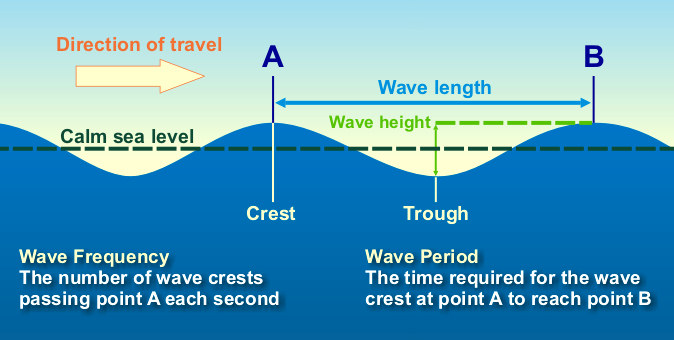 Direction of travel
A
B
Wave length
Wave height
Calm sea level
Crest
Trough
Wave Frequency
The number of wave crests
passing point A each second
Wave Period
The time required for the wave
crest at point A to reach point B